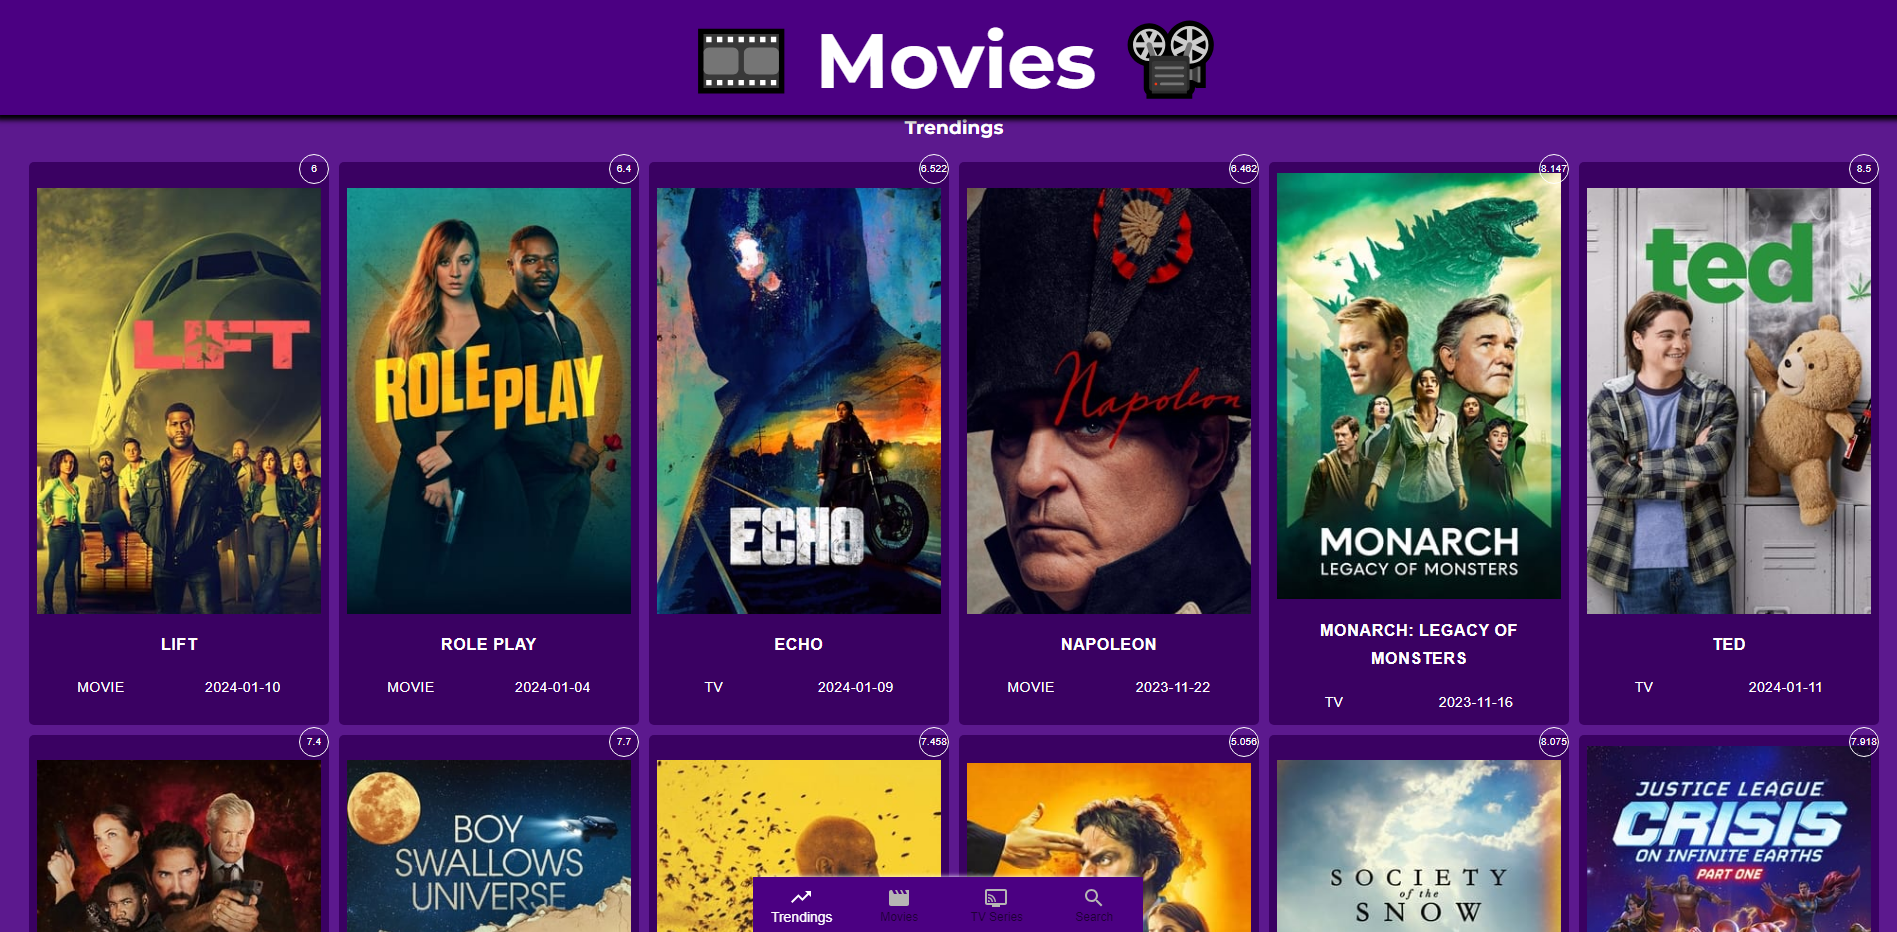 Movies
Trendings
6
6.4
6.522
6.462
8.147
8.5
LIFT
ROLE PLAY
ECHO
Napoleon
MONARCH
LEGACY OF MONSTERS
ted
LIFT
ROLE PLAY
ECHO
NAPOLEON
MONARCH: LEGACY OF
MONSTERS
TED
MOVIE 2024-01-10
MOVIE 2024-01-04
TV 2024-01-09
MOVIE 2023-11-22
TV 2023-11-16
TV 2024-01-11
7.4
7.7
7.458
5.056
8.075
7.918
BOY
SWALLOWS
UNIVERSE
SOCIETY
of the
SNOW
JUSTICE LEAGUE
CRISIS
ON INFINITE EARTHS
PART ONE
Trendings
Movies
TV Series
Search